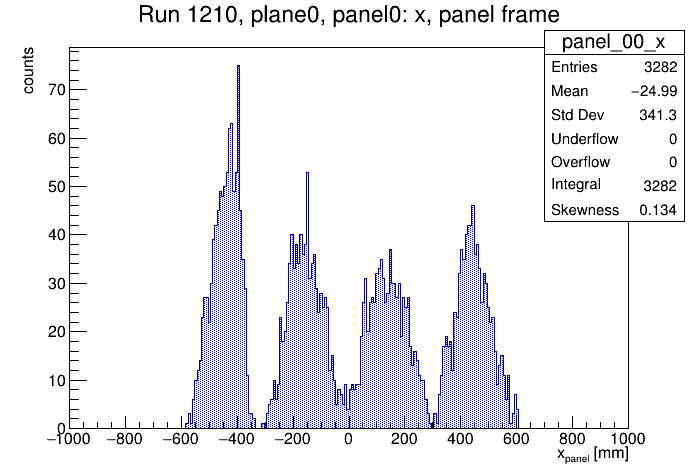 Run 1210, plane0, panel0: x, panel frame
counts
panel_00_x
Entries 3282
Mean −24.99
Std Dev 341.3
Underflow 0
Overflow 0
Integral 3282
Skewness 0.134
70
60
50
40
30
20
10
0
−1000 −800 −600 −400 −200 0 200 400 600 800 1000
xpanel [mm]